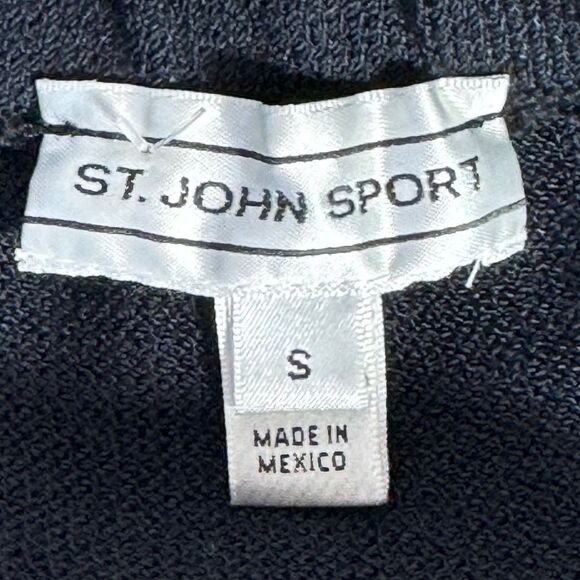 ST. JOHN SPORT
S
MADE IN
MEXICO